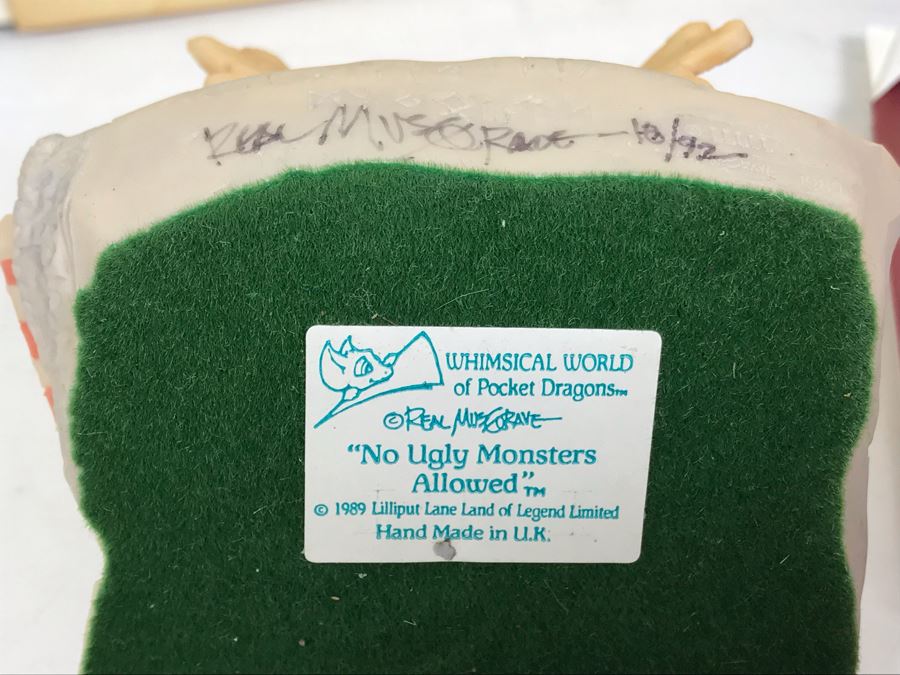 Real Musgrave — 10/92
WHIMSICAL WORLD
of Pocket Dragons™
© Real Musgrave
“No Ugly Monsters
Allowed”™
© 1989 Lilliput Lane Land of Legend Limited
Hand Made in U.K.